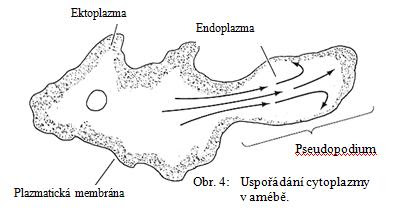 Ektoplazma
Endoplazma
Pseudopodium
Plazmatická membrána
Obr. 4: Uspořádání cytoplazmy
v amébě.